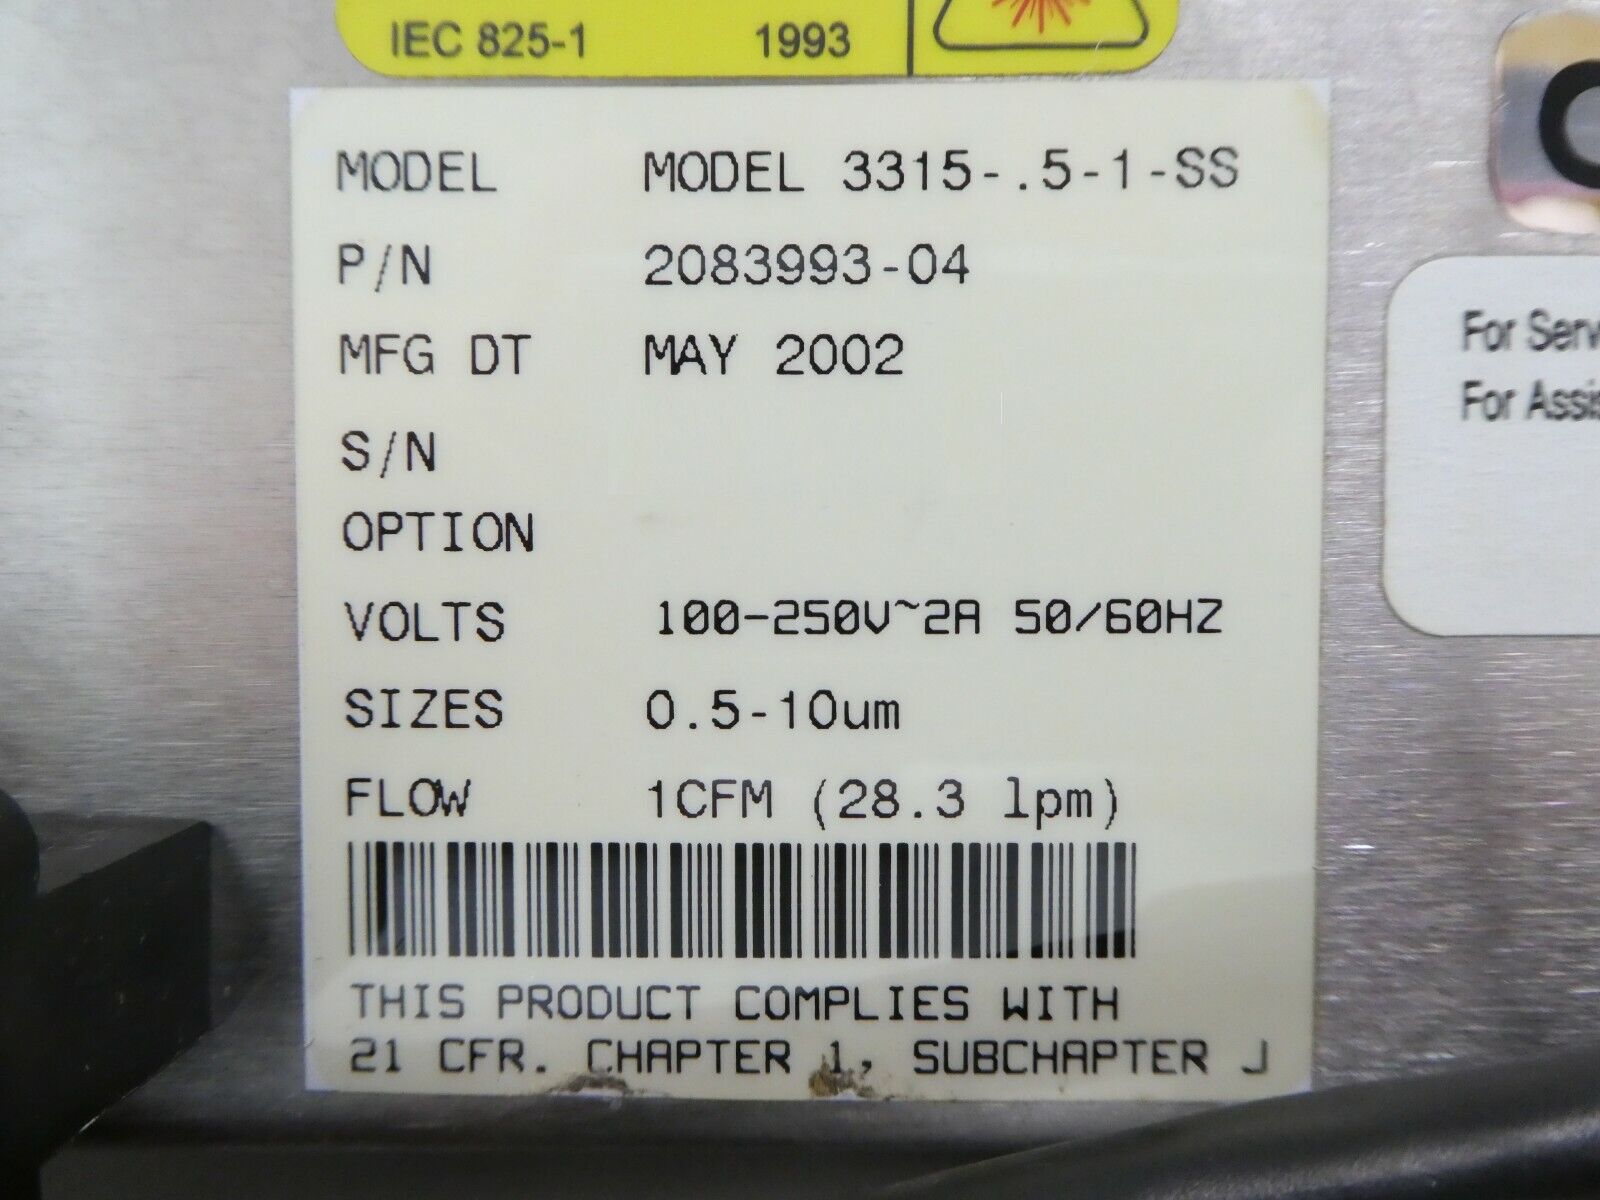 IEC 825-1 1993
MODEL MODEL 3315-.5-1-SS
P/N 2083993-04
MFG DT MAY 2002
S/N
OPTION
VOLTS 100-250V~2A 50/60HZ
SIZES 0.5-10um
FLOW 1CFM (28.3 lpm)
THIS PRODUCT COMPLIES WITH
21 CFR. CHAPTER 1, SUBCHAPTER J
For
For